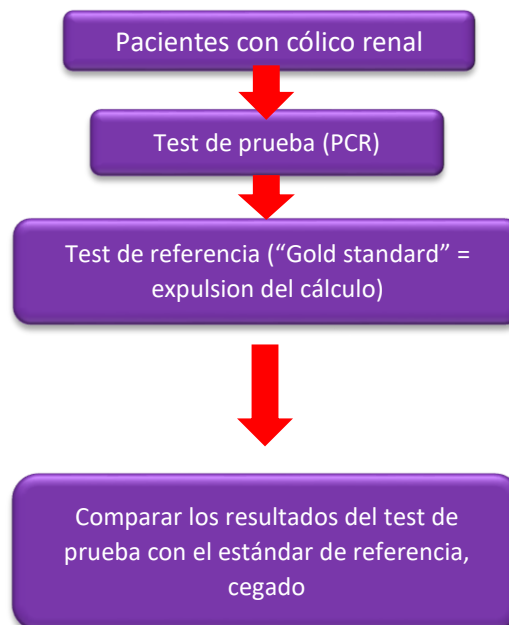 Pacientes con cólico renal
Test de prueba (PCR)
Test de referencia (“Gold standard” =
expulsion del cálculo)
Comparar los resultados del test de
prueba con el estándar de referencia,
cegado